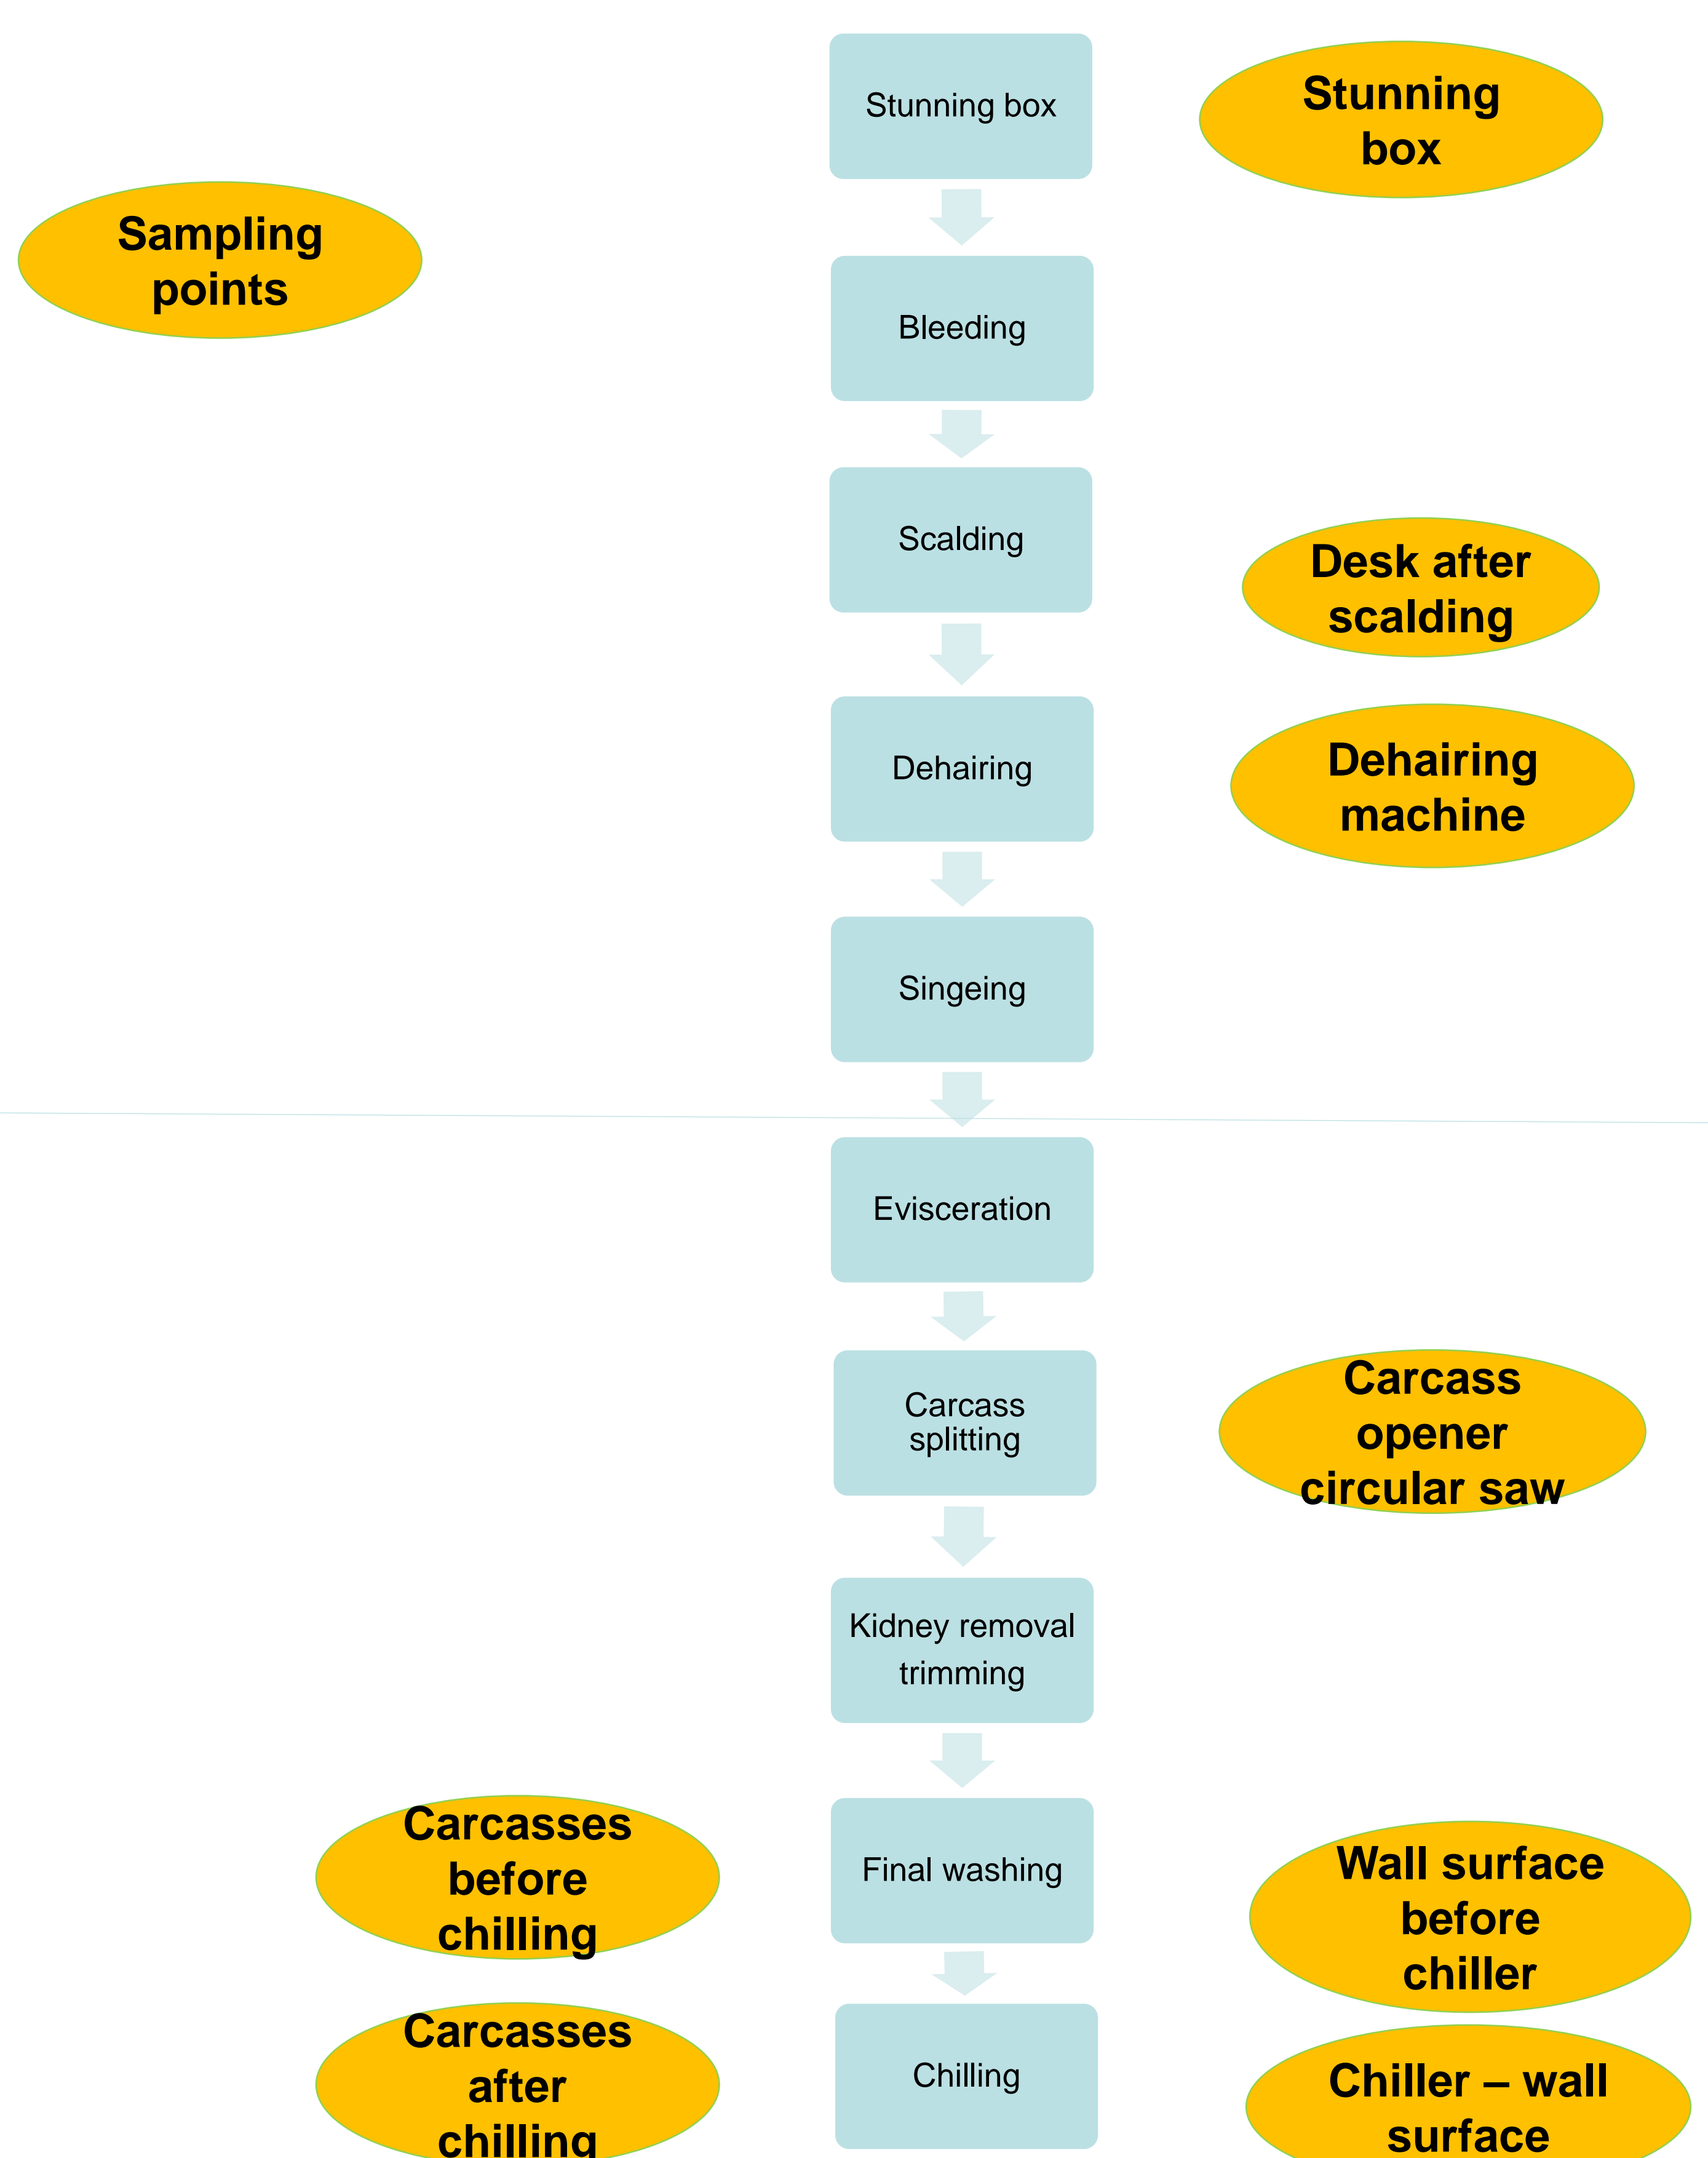 Stunning box
Stunning
box
Sampling
points
Bleeding
Scalding
Desk after
scalding
Dehairing
Dehairing
machine
Singeing
Evisceration
Carcass
splitting
Carcass
opener
circular saw
Kidney removal
trimming
Carcasses
before
chilling
Final washing
Wall surface
before
chiller
Carcasses
after
chilling
Chilling
Chiller – wall
surface